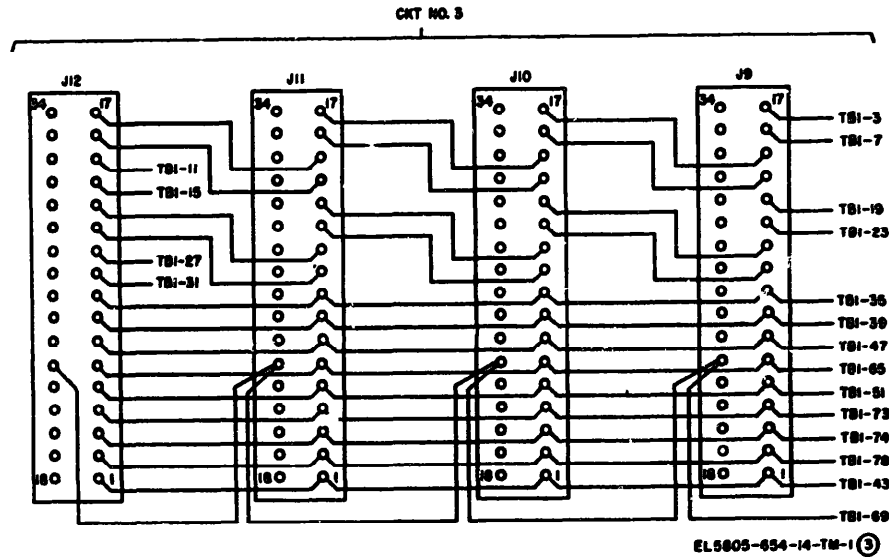 CKT NO. 3
J12 J11 J10 J9
34 17 34 17 34 17 34 17
TB1-3
TB1-7
TB1-11
TB1-15
TB1-19
TB1-23
TB1-27
TB1-31
TB1-35
TB1-39
TB1-47
TB1-65
TB1-51
TB1-73
TB1-74
TB1-78
18 1 18 1 18 1 18 1
TB1-43
TB1-69
EL5805-654-14-TM-1 ③